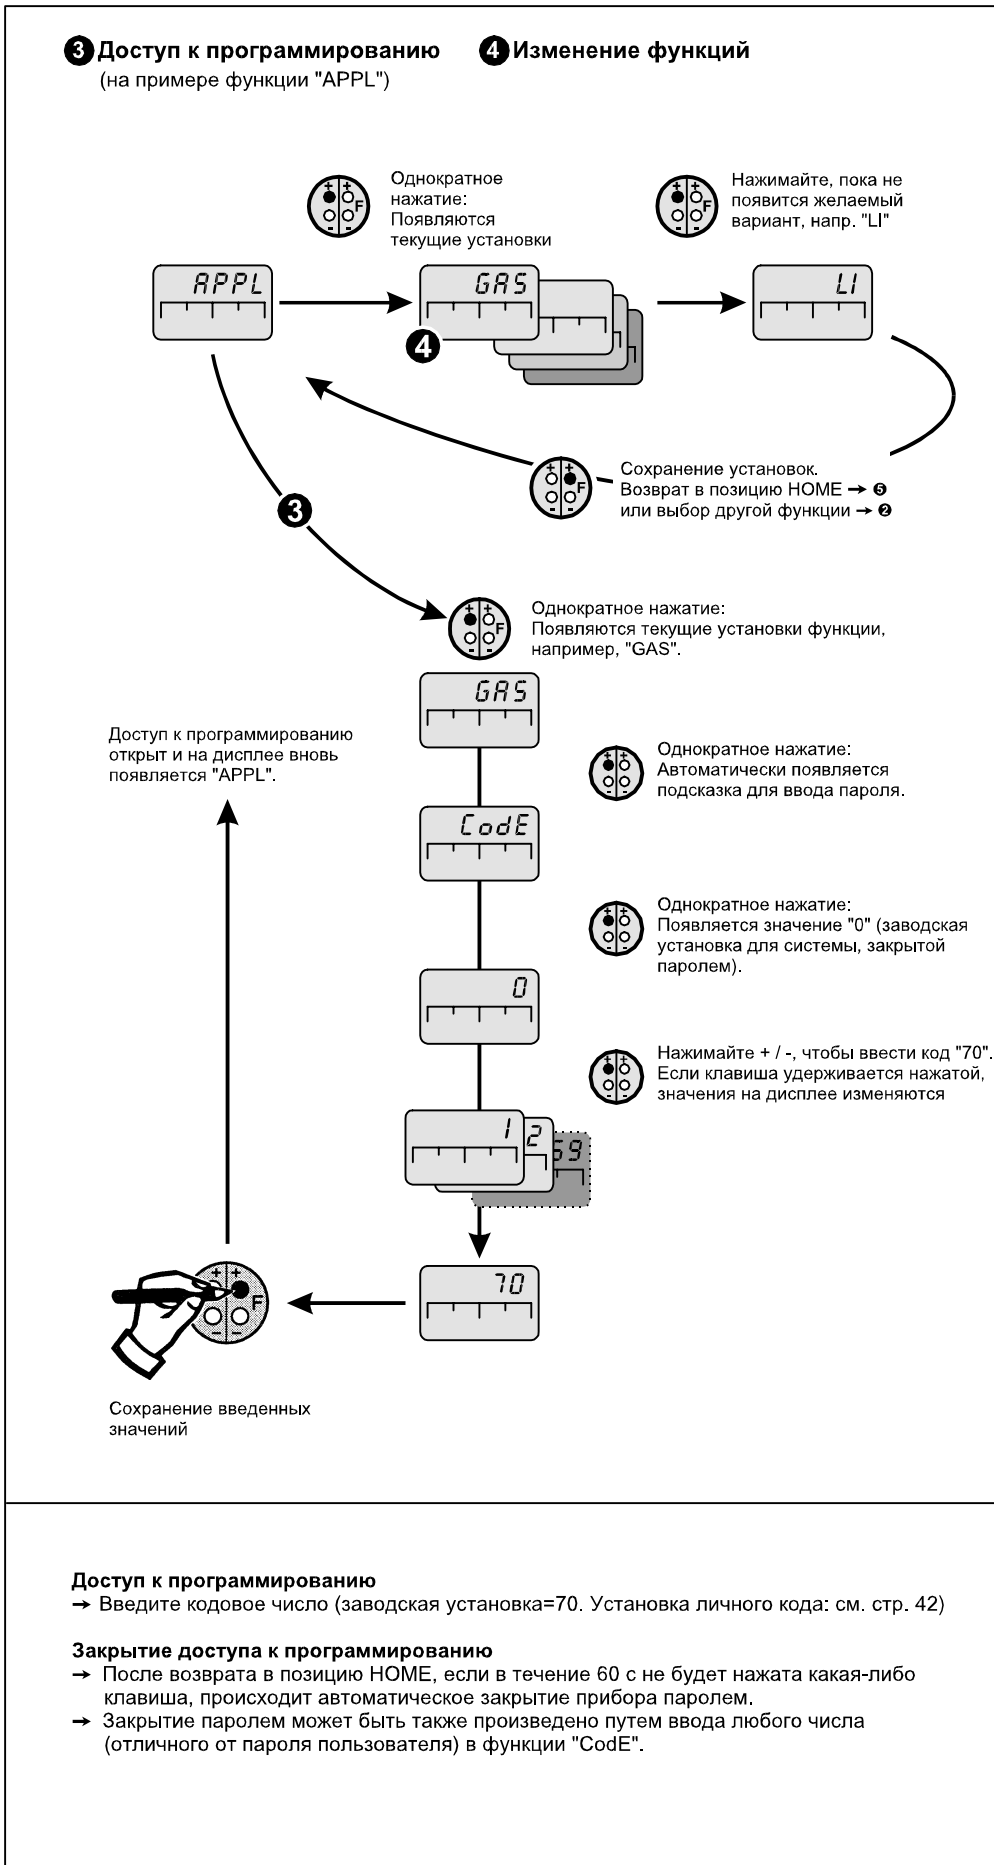 ❸ Доступ к программированию
(на примере функции "APPL")
❹ Изменение функций
Однократное
нажатие:
Появляются
текущие установки
Нажимайте, пока не
появится желаемый
вариант, напр. "LI"
+ +
F
- -
+ +
F
- -
APPL
GAS
LI
❹
+ +
F
- -
Сохранение установок.
Возврат в позицию HOME → ❺
или выбор другой функции → ❷
❸
+ +
F
- -
Однократное нажатие:
Появляются текущие установки функции,
например, "GAS".
GAS
Доступ к программированию
открыт и на дисплее вновь
появляется "APPL".
+ +
- -
Однократное нажатие:
Автоматически появляется
подсказка для ввода пароля.
CodE
+ +
- -
Однократное нажатие:
Появляется значение "0" (заводская
установка для системы, закрытой
паролем).
0
+ +
- -
Нажимайте + / -, чтобы ввести код "70".
Если клавиша удерживается нажатой,
значения на дисплее изменяются
1 2 69
70
+ +
F
- -
Сохранение введенных
значений
Доступ к программированию
→ Введите кодовое число (заводская установка=70. Установка личного кода: см. стр. 42)
Закрытие доступа к программированию
→ После возврата в позицию HOME, если в течение 60 с не будет нажата какая-либо
клавиша, происходит автоматическое закрытие прибора паролем.
→ Закрытие паролем может быть также произведено путем ввода любого числа
(отличного от пароля пользователя) в функции "CodE".